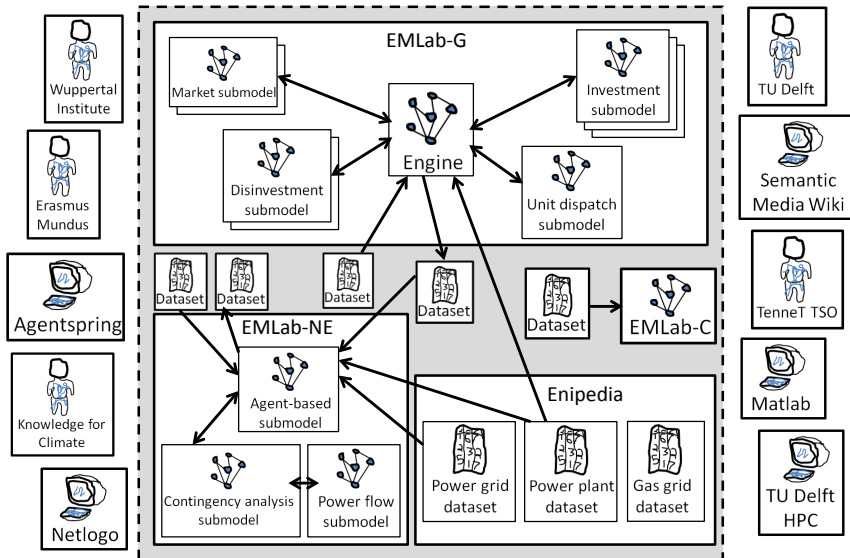 EMLab-G
Market submodel
Engine
Investment
submodel
Disinvestment
submodel
Unit dispatch
submodel
Wuppertal
Institute
Erasmus
Mundus
Agentspring
Knowledge for
Climate
Netlogo
Dataset
Dataset
Dataset
Dataset
Dataset
EMLab-C
EMLab-NE
Agent-based
submodel
Contingency analysis
submodel
Power flow
submodel
Enipedia
Power grid
dataset
Power plant
dataset
Gas grid
dataset
TU Delft
Semantic
Media Wiki
TenneT TSO
Matlab
TU Delft
HPC